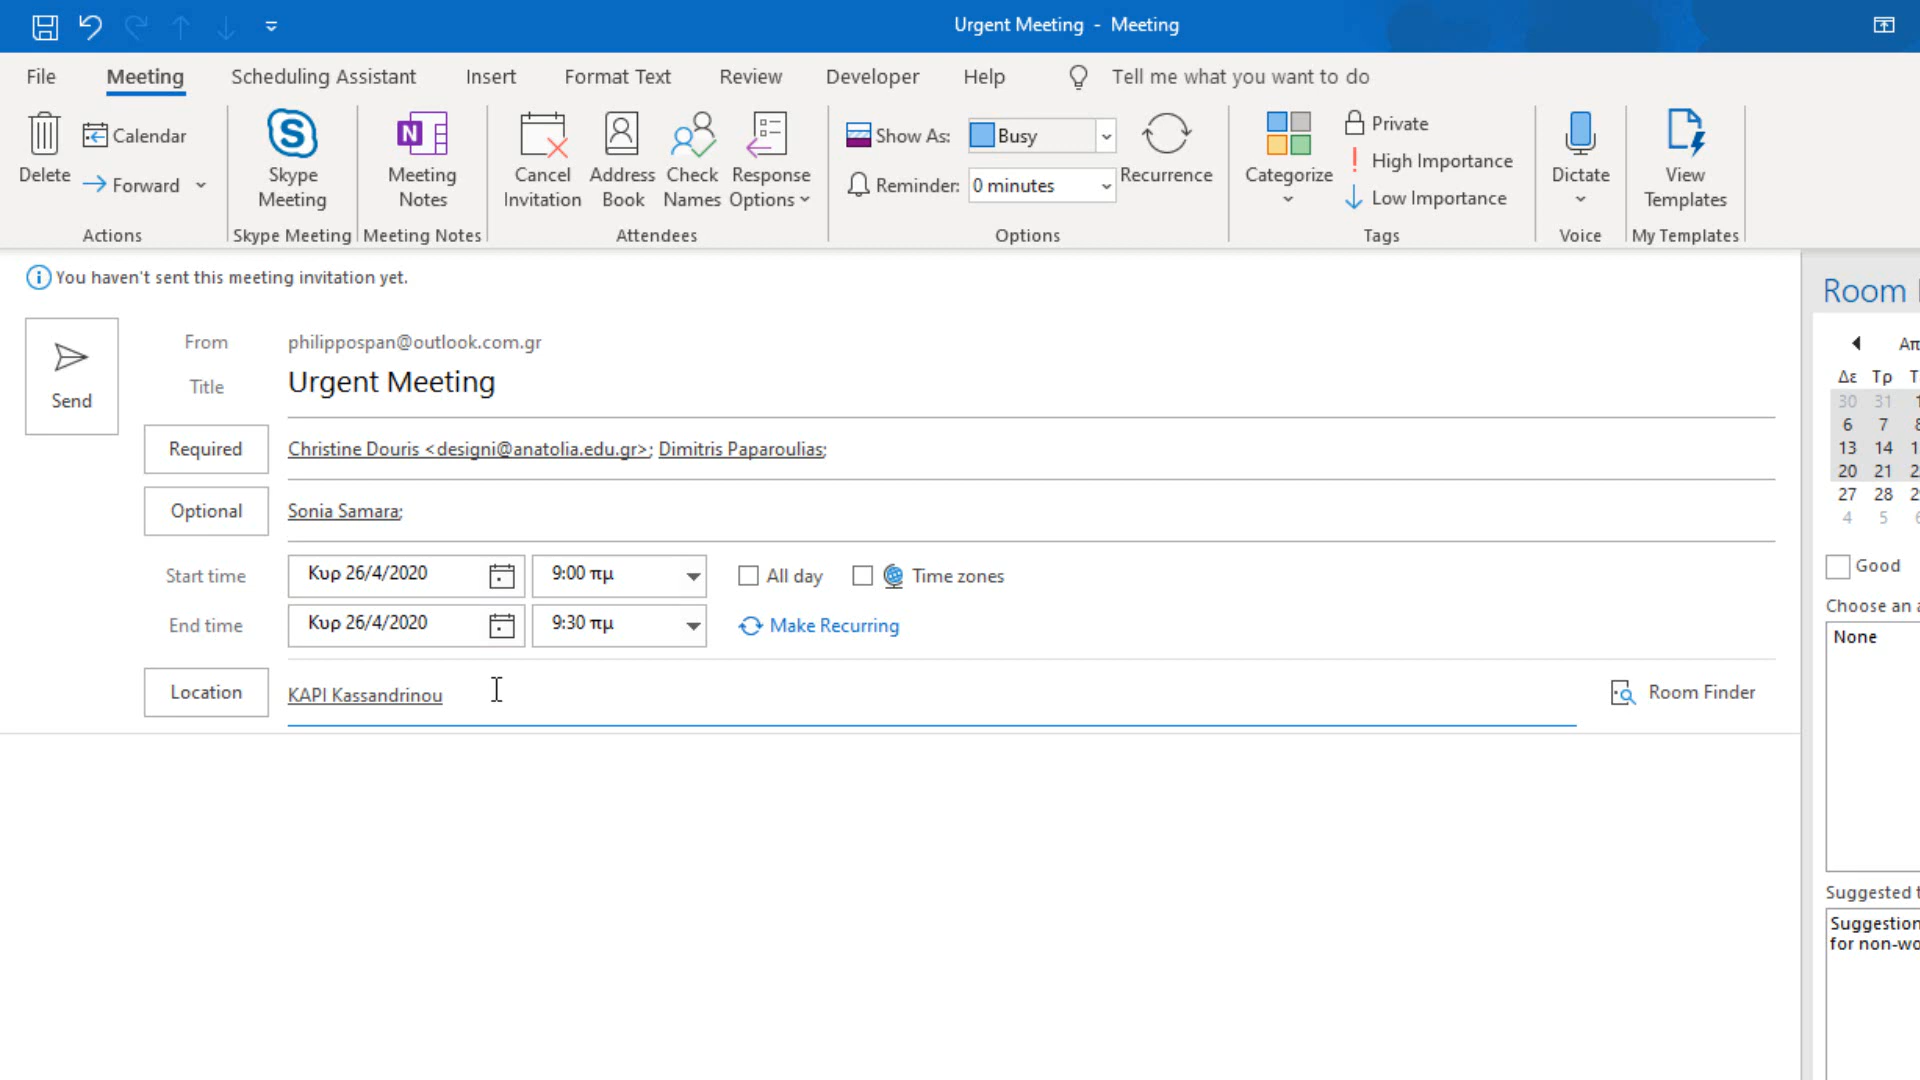 Urgent Meeting - Meeting
File Meeting Scheduling Assistant Insert Format Text Review Developer Help Tell me what you want to do
Delete
Calendar
Forward
Actions
Skype
Meeting
Skype Meeting
Meeting
Notes
Meeting Notes
Cancel
Invitation
Address
Book
Check
Names
Response
Options
Attendees
Show As: Busy
Reminder: 0 minutes
Recurrence
Options
Categorize
Private
High Importance
Low Importance
Tags
Dictate
Voice
View
Templates
My Templates
You haven't sent this meeting invitation yet.
Send
From philippospan@outlook.com.gr
Title Urgent Meeting
Required Christine Douris <designi@anatolia.edu.gr>; Dimitris Paparoulias;
Optional Sonia Samara;
Start time Κυρ 26/4/2020 9:00 πμ All day Time zones
End time Κυρ 26/4/2020 9:30 πμ Make Recurring
Location KAPI Kassandrinou Room Finder
Room
Απ
Δε Τρ Τ
30 31 1
6 7 8
13 14 1
20 21 2
27 28 2
4 5 6
Good
Choose an a
None
Suggested t
Suggestion
for non-wo